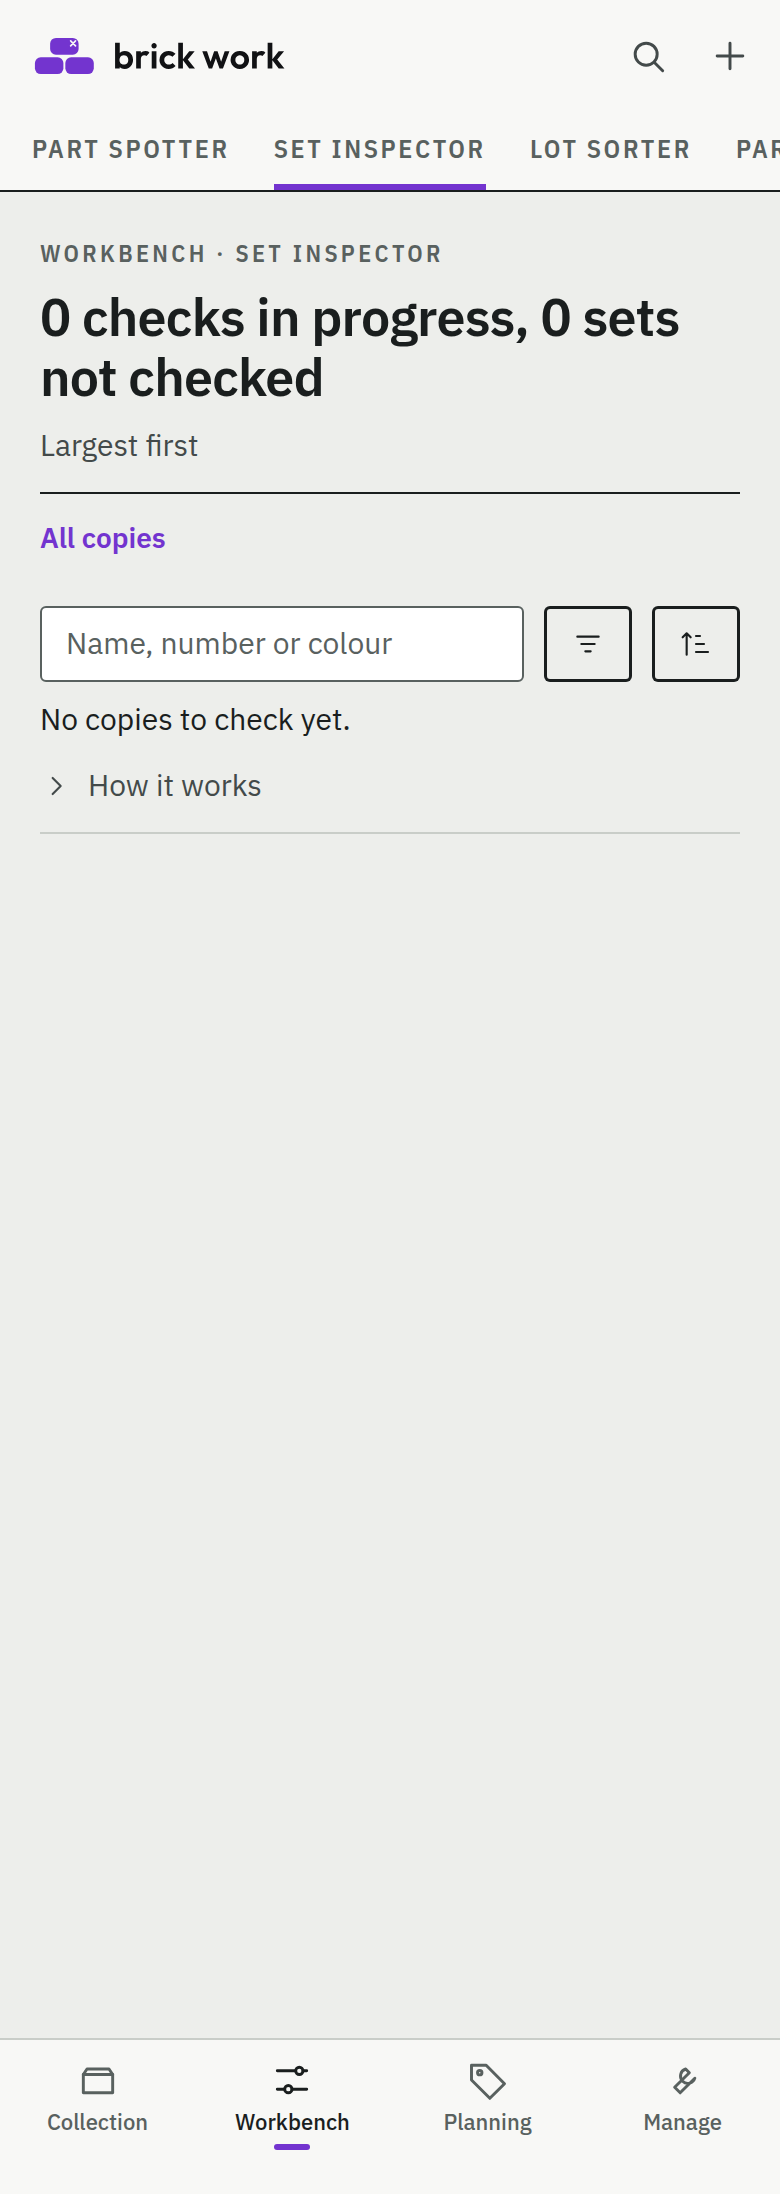 brick work
PART SPOTTER SET INSPECTOR LOT SORTER PAR
WORKBENCH · SET INSPECTOR
0 checks in progress, 0 sets
not checked
Largest first
All copies
Name, number or colour
No copies to check yet.
How it works
Collection Workbench Planning Manage